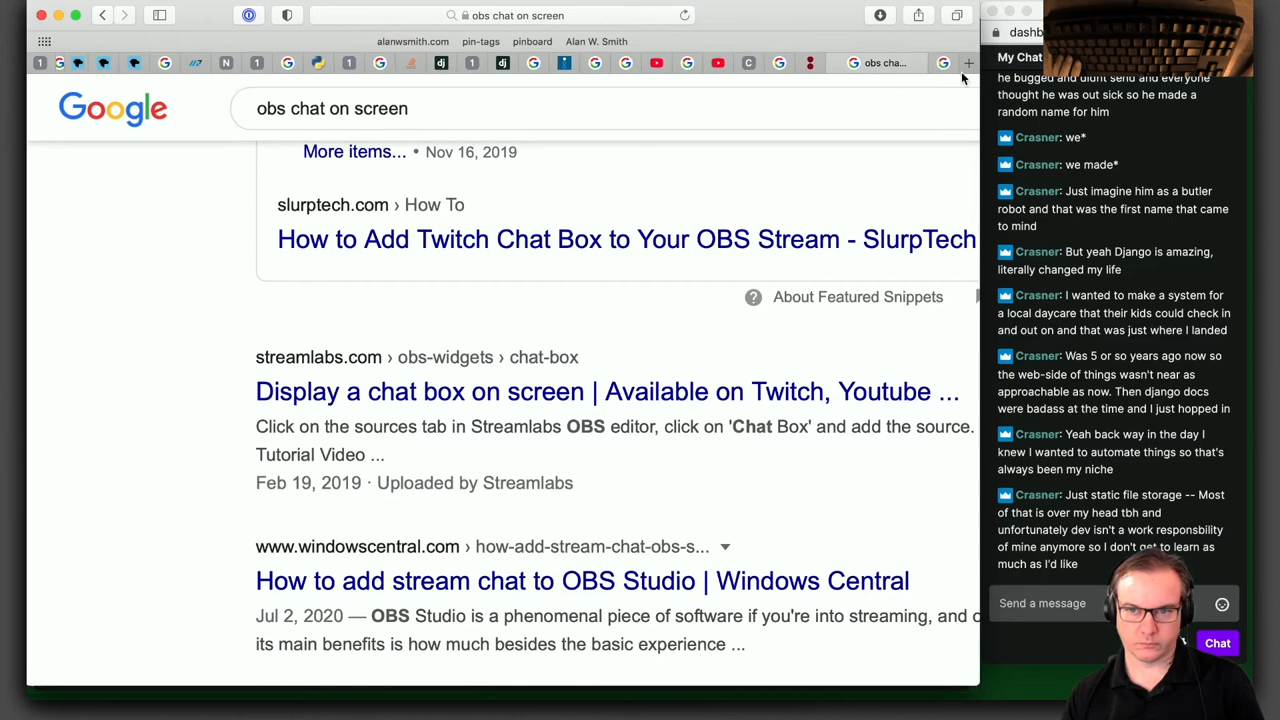 obs chat on screen
alanwsmith.com pin-tags pinboard Alan W. Smith
obs cha...
Google
obs chat on screen
More items... • Nov 16, 2019
slurptech.com › How To
How to Add Twitch Chat Box to Your OBS Stream - SlurpTech
About Featured Snippets
streamlabs.com › obs-widgets › chat-box
Display a chat box on screen | Available on Twitch, Youtube ...
Click on the sources tab in Streamlabs OBS editor, click on 'Chat Box' and add the source.
Tutorial Video ...
Feb 19, 2019 · Uploaded by Streamlabs
www.windowscentral.com › how-add-stream-chat-obs-s...
How to add stream chat to OBS Studio | Windows Central
Jul 2, 2020 — OBS Studio is a phenomenal piece of software if you're into streaming, and o
its main benefits is how much besides the basic experience ...
dashb
My Chat
he bugged and didnt send and everyone
thought he was out sick so he made a
random name for him
Crasner: we*
Crasner: we made*
Crasner: Just imagine him as a butler
robot and that was the first name that came
to mind
Crasner: But yeah Django is amazing,
literally changed my life
Crasner: I wanted to make a system for
a local daycare that their kids could check in
and out on and that was just where I landed
Crasner: Was 5 or so years ago now so
the web-side of things wasn't near as
approachable as now. Then django docs
were badass at the time and I just hopped in
Crasner: Yeah back way in the day I
knew I wanted to automate things so that's
always been my niche
Crasner: Just static file storage -- Most
of that is over my head tbh and
unfortunately dev isn't a work responsbility
of mine anymore so I don't get to learn as
much as I'd like
Send a message
Chat